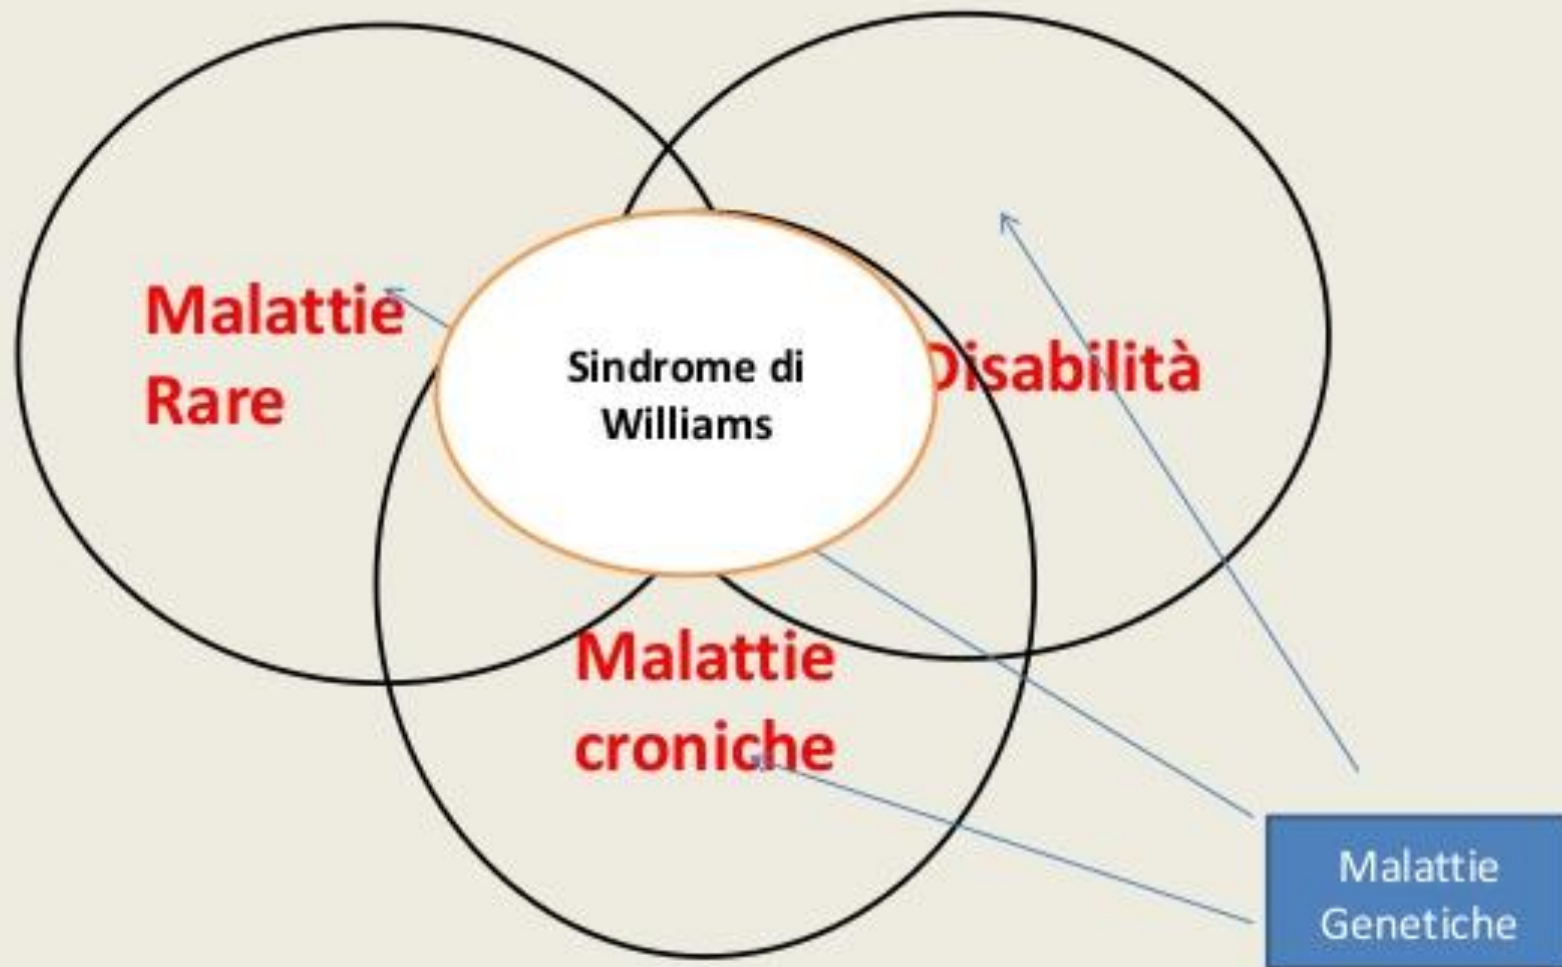 Malattie
Rare
Sindrome di
Williams
Disabilità
Malattie
croniche
Malattie
Genetiche